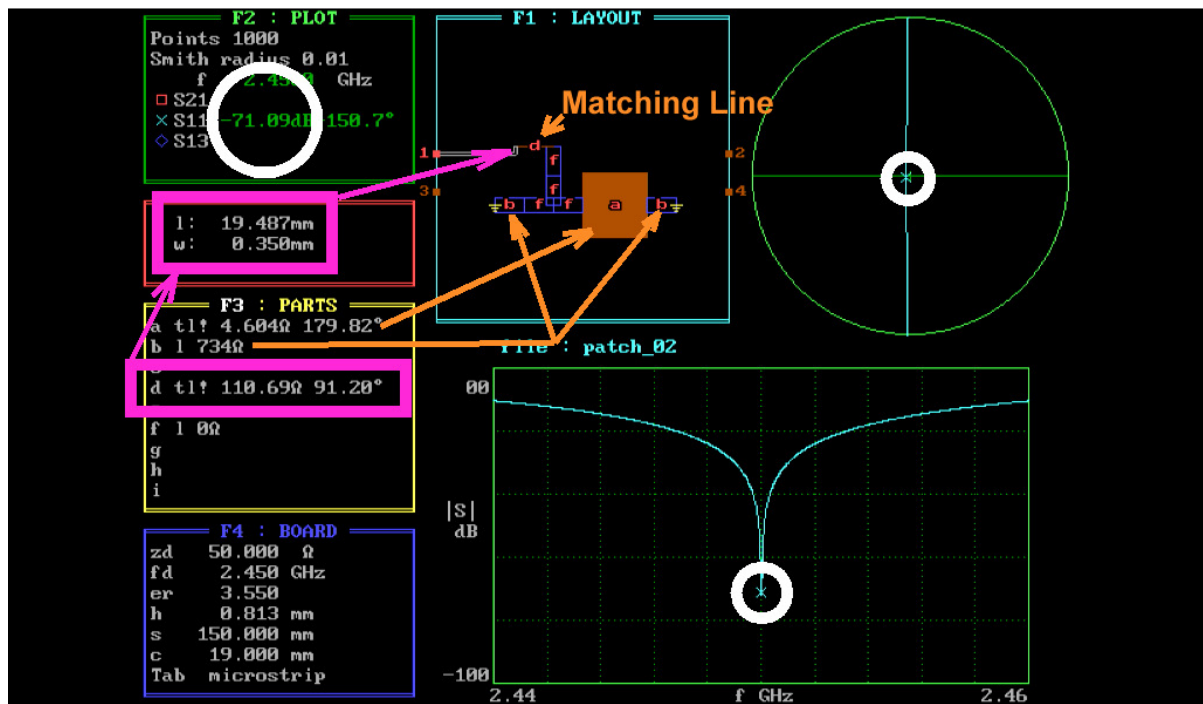 F2 : PLOT
Points 1000
Smith radius 0.01
f 2.450 GHz
S21
S11 -71.09dB -150.7°
S13
l: 19.487mm
w: 0.350mm
F3 : PARTS
a tl! 4.604Ω 179.82°
b l 734Ω
d tl! 110.69Ω 91.20°
f l 0Ω
g
h
i
F4 : BOARD
zd 50.000 Ω
fd 2.450 GHz
er 3.550
h 0.813 mm
s 150.000 mm
c 19.000 mm
Tab microstrip
F1 : LAYOUT
Matching Line
d
1
2
f
3
4
f
b f f a b
file : patch_02
00
|S|
dB
-100
2.44 f GHz 2.46